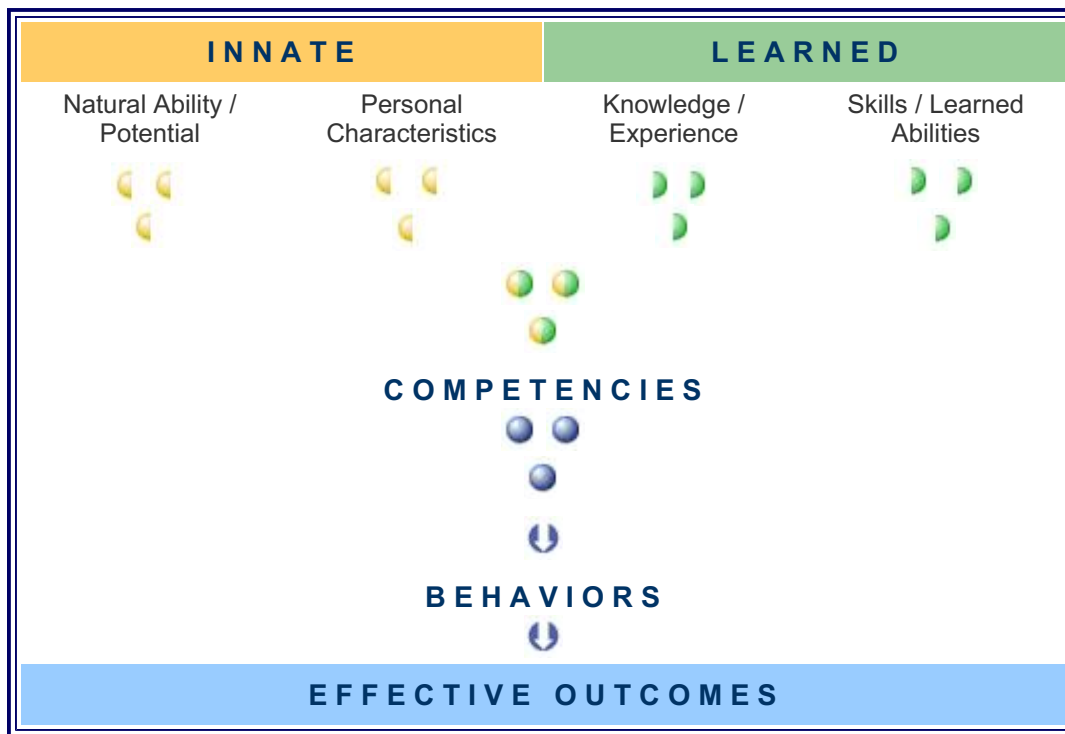 INNATE LEARNED
Natural Ability /
Potential
Personal
Characteristics
Knowledge /
Experience
Skills / Learned
Abilities
COMPETENCIES
BEHAVIORS
EFFECTIVE OUTCOMES